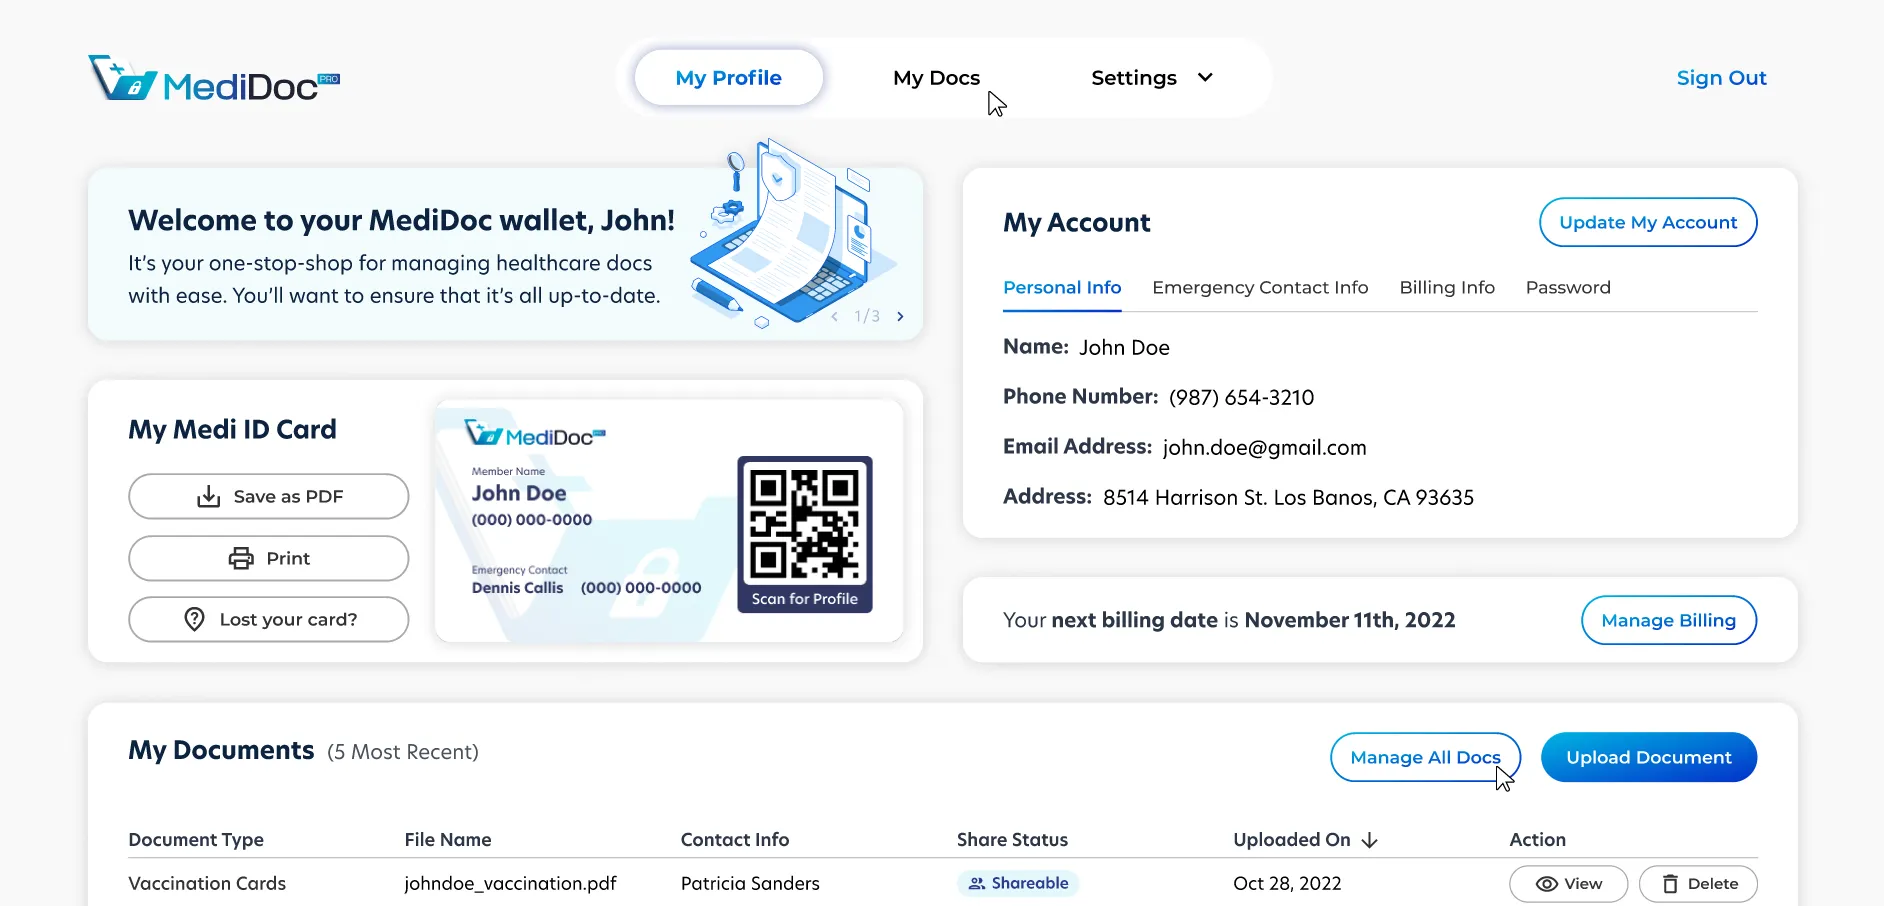 MediDoc PRO
My Profile
My Docs
Settings
Sign Out
Welcome to your MediDoc wallet, John!
It's your one-stop-shop for managing healthcare docs
with ease. You'll want to ensure that it's all up-to-date.
1/3
My Medi ID Card
Save as PDF
Print
Lost your card?
MediDoc PRO
Member Name
John Doe
(000) 000-0000
Emergency Contact
Dennis Callis (000) 000-0000
Scan for Profile
My Account
Update My Account
Personal Info
Emergency Contact Info
Billing Info
Password
Name: John Doe
Phone Number: (987) 654-3210
Email Address: john.doe@gmail.com
Address: 8514 Harrison St. Los Banos, CA 93635
Your next billing date is November 11th, 2022
Manage Billing
My Documents (5 Most Recent)
Manage All Docs
Upload Document
Document Type File Name Contact Info Share Status Uploaded On Action
Vaccination Cards johndoe_vaccination.pdf Patricia Sanders Shareable Oct 28, 2022 View Delete